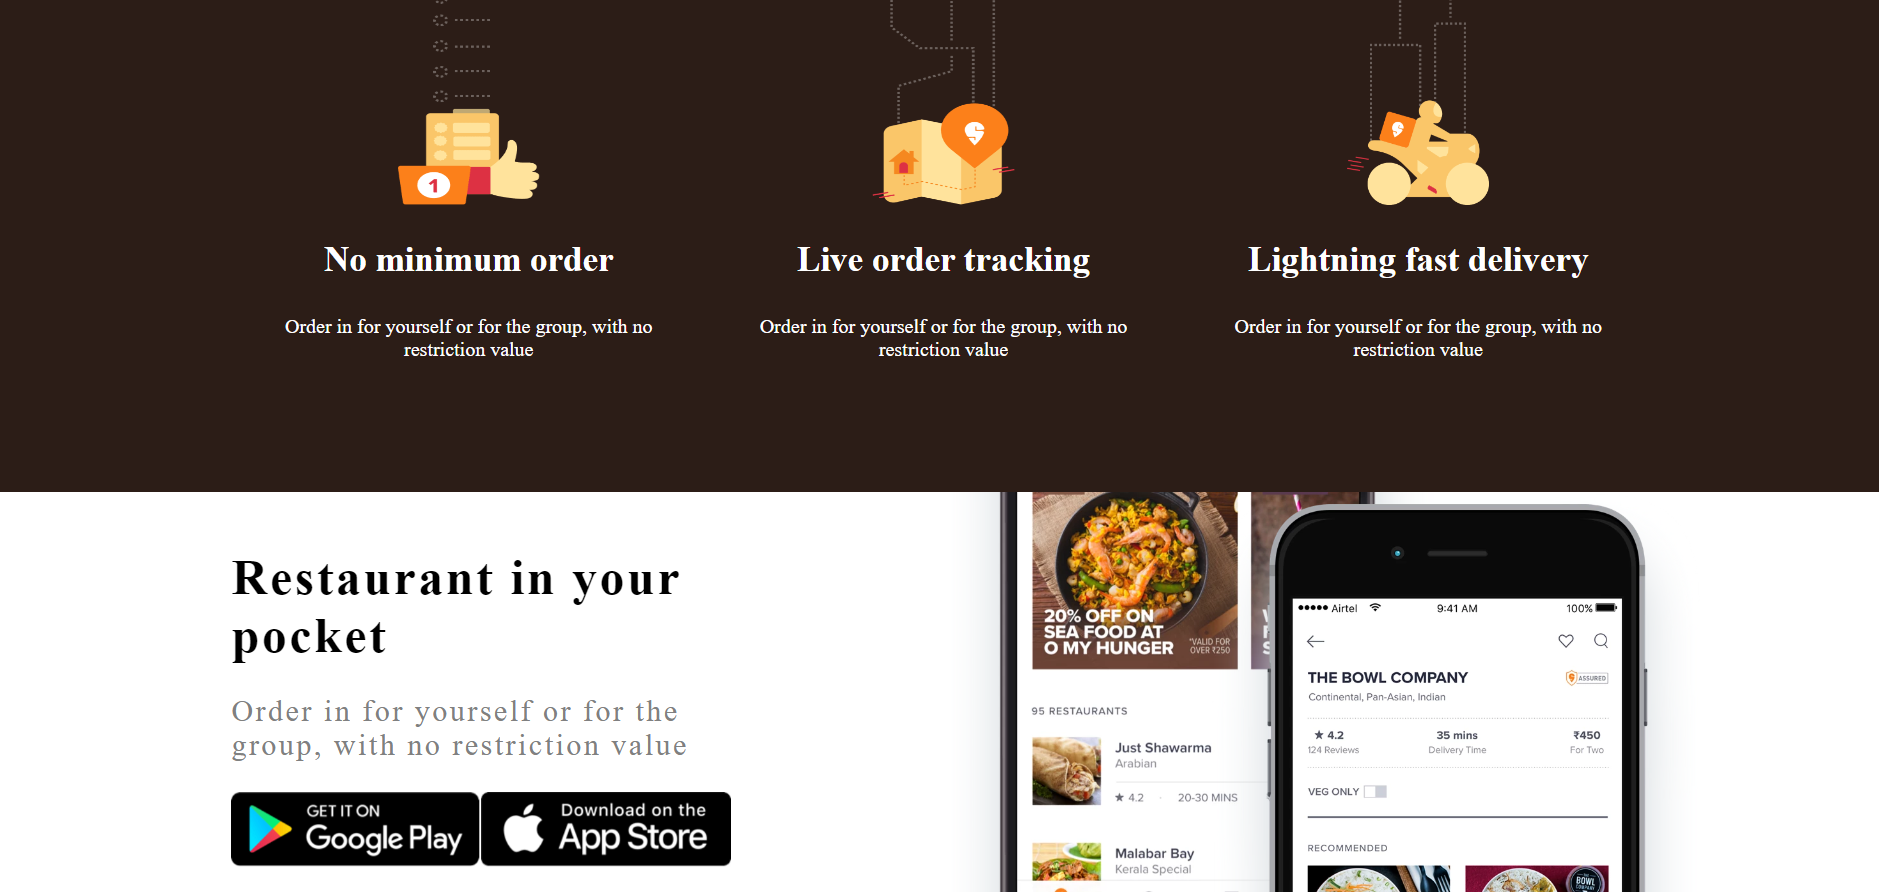 1
No minimum order
Order in for yourself or for the group, with no
restriction value
Live order tracking
Order in for yourself or for the group, with no
restriction value
Lightning fast delivery
Order in for yourself or for the group, with no
restriction value
Restaurant in your
pocket
Order in for yourself or for the
group, with no restriction value
GET IT ON
Google Play
Download on the
App Store
20% OFF ON
SEA FOOD AT
O MY HUNGER
*VALID FOR
OVER ₹250
95 RESTAURANTS
Just Shawarma
Arabian
★ 4.2 · 20-30 MINS
Malabar Bay
Kerala Special
Airtel 9:41 AM 100%
THE BOWL COMPANY
ASSURED
Continental, Pan-Asian, Indian
★ 4.2 35 mins ₹450
124 Reviews Delivery Time For Two
VEG ONLY
RECOMMENDED
THE
BOWL
COMPANY